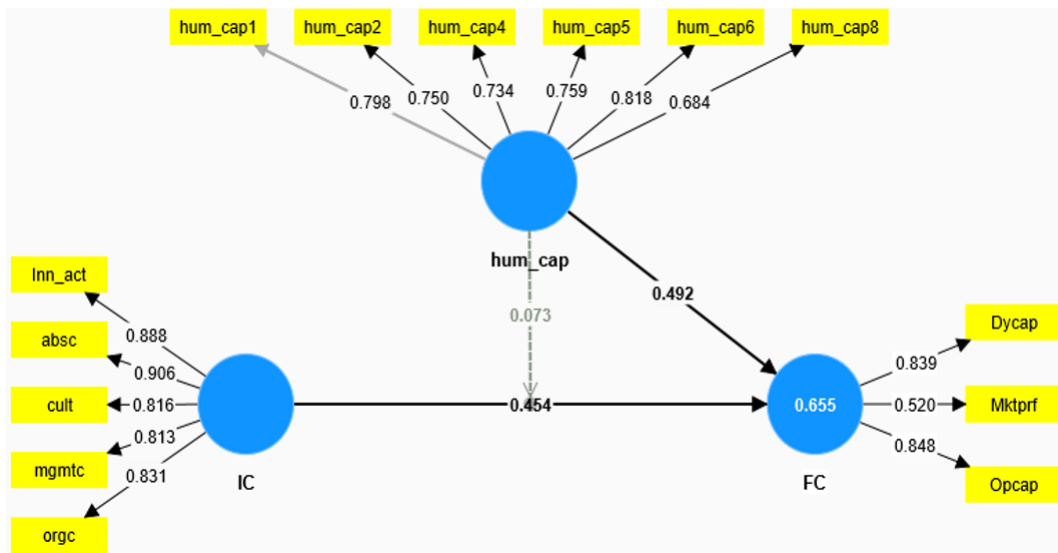 hum_cap1 hum_cap2 hum_cap4 hum_cap5 hum_cap6 hum_cap8
0.798 0.750 0.734 0.759 0.818 0.684
hum_cap
0.073
0.492
Inn_act
absc
cult
mgmtc
orgc
0.888
0.906
0.816
0.813
0.831
IC
0.454
0.655
FC
0.839
0.520
0.848
Dycap
Mktprf
Opcap